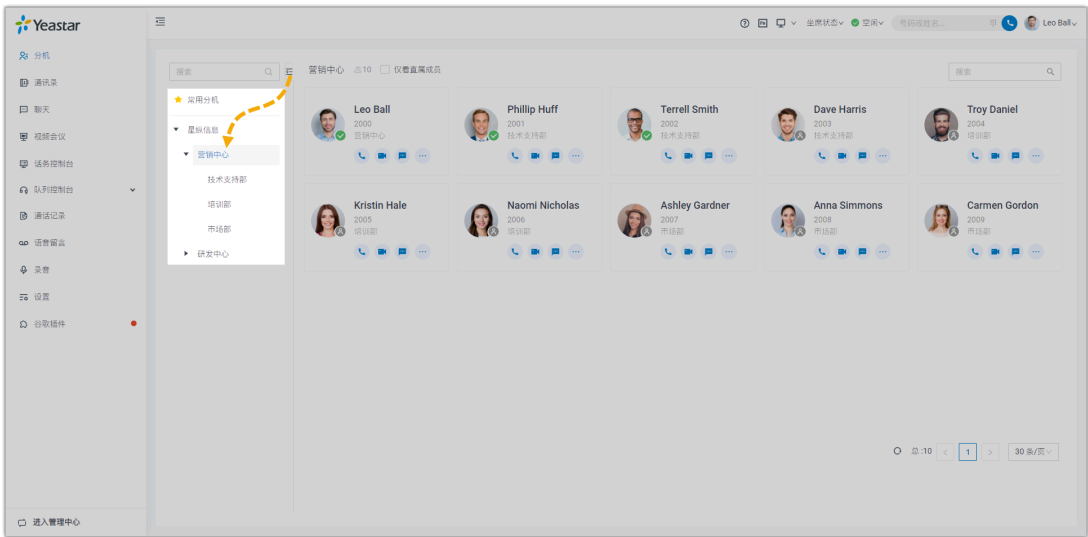 Yeastar
坐席状态
空闲
号码或姓名...
Leo Ball
分机
通讯录
聊天
视频会议
话务控制台
队列控制台
通话记录
语音留言
录音
设置
谷歌插件
进入管理中心
搜索
常用分机
星纵信息
营销中心
技术支持部
培训部
市场部
研发中心
营销中心 10 仅看直属成员
搜索
Leo Ball
2000
营销中心
Phillip Huff
2001
技术支持部
Terrell Smith
2002
技术支持部
Dave Harris
2003
技术支持部
Troy Daniel
2004
培训部
Kristin Hale
2005
培训部
Naomi Nicholas
2006
培训部
Ashley Gardner
2007
市场部
Anna Simmons
2008
市场部
Carmen Gordon
2009
市场部
总:10 < 1 > 30 条/页